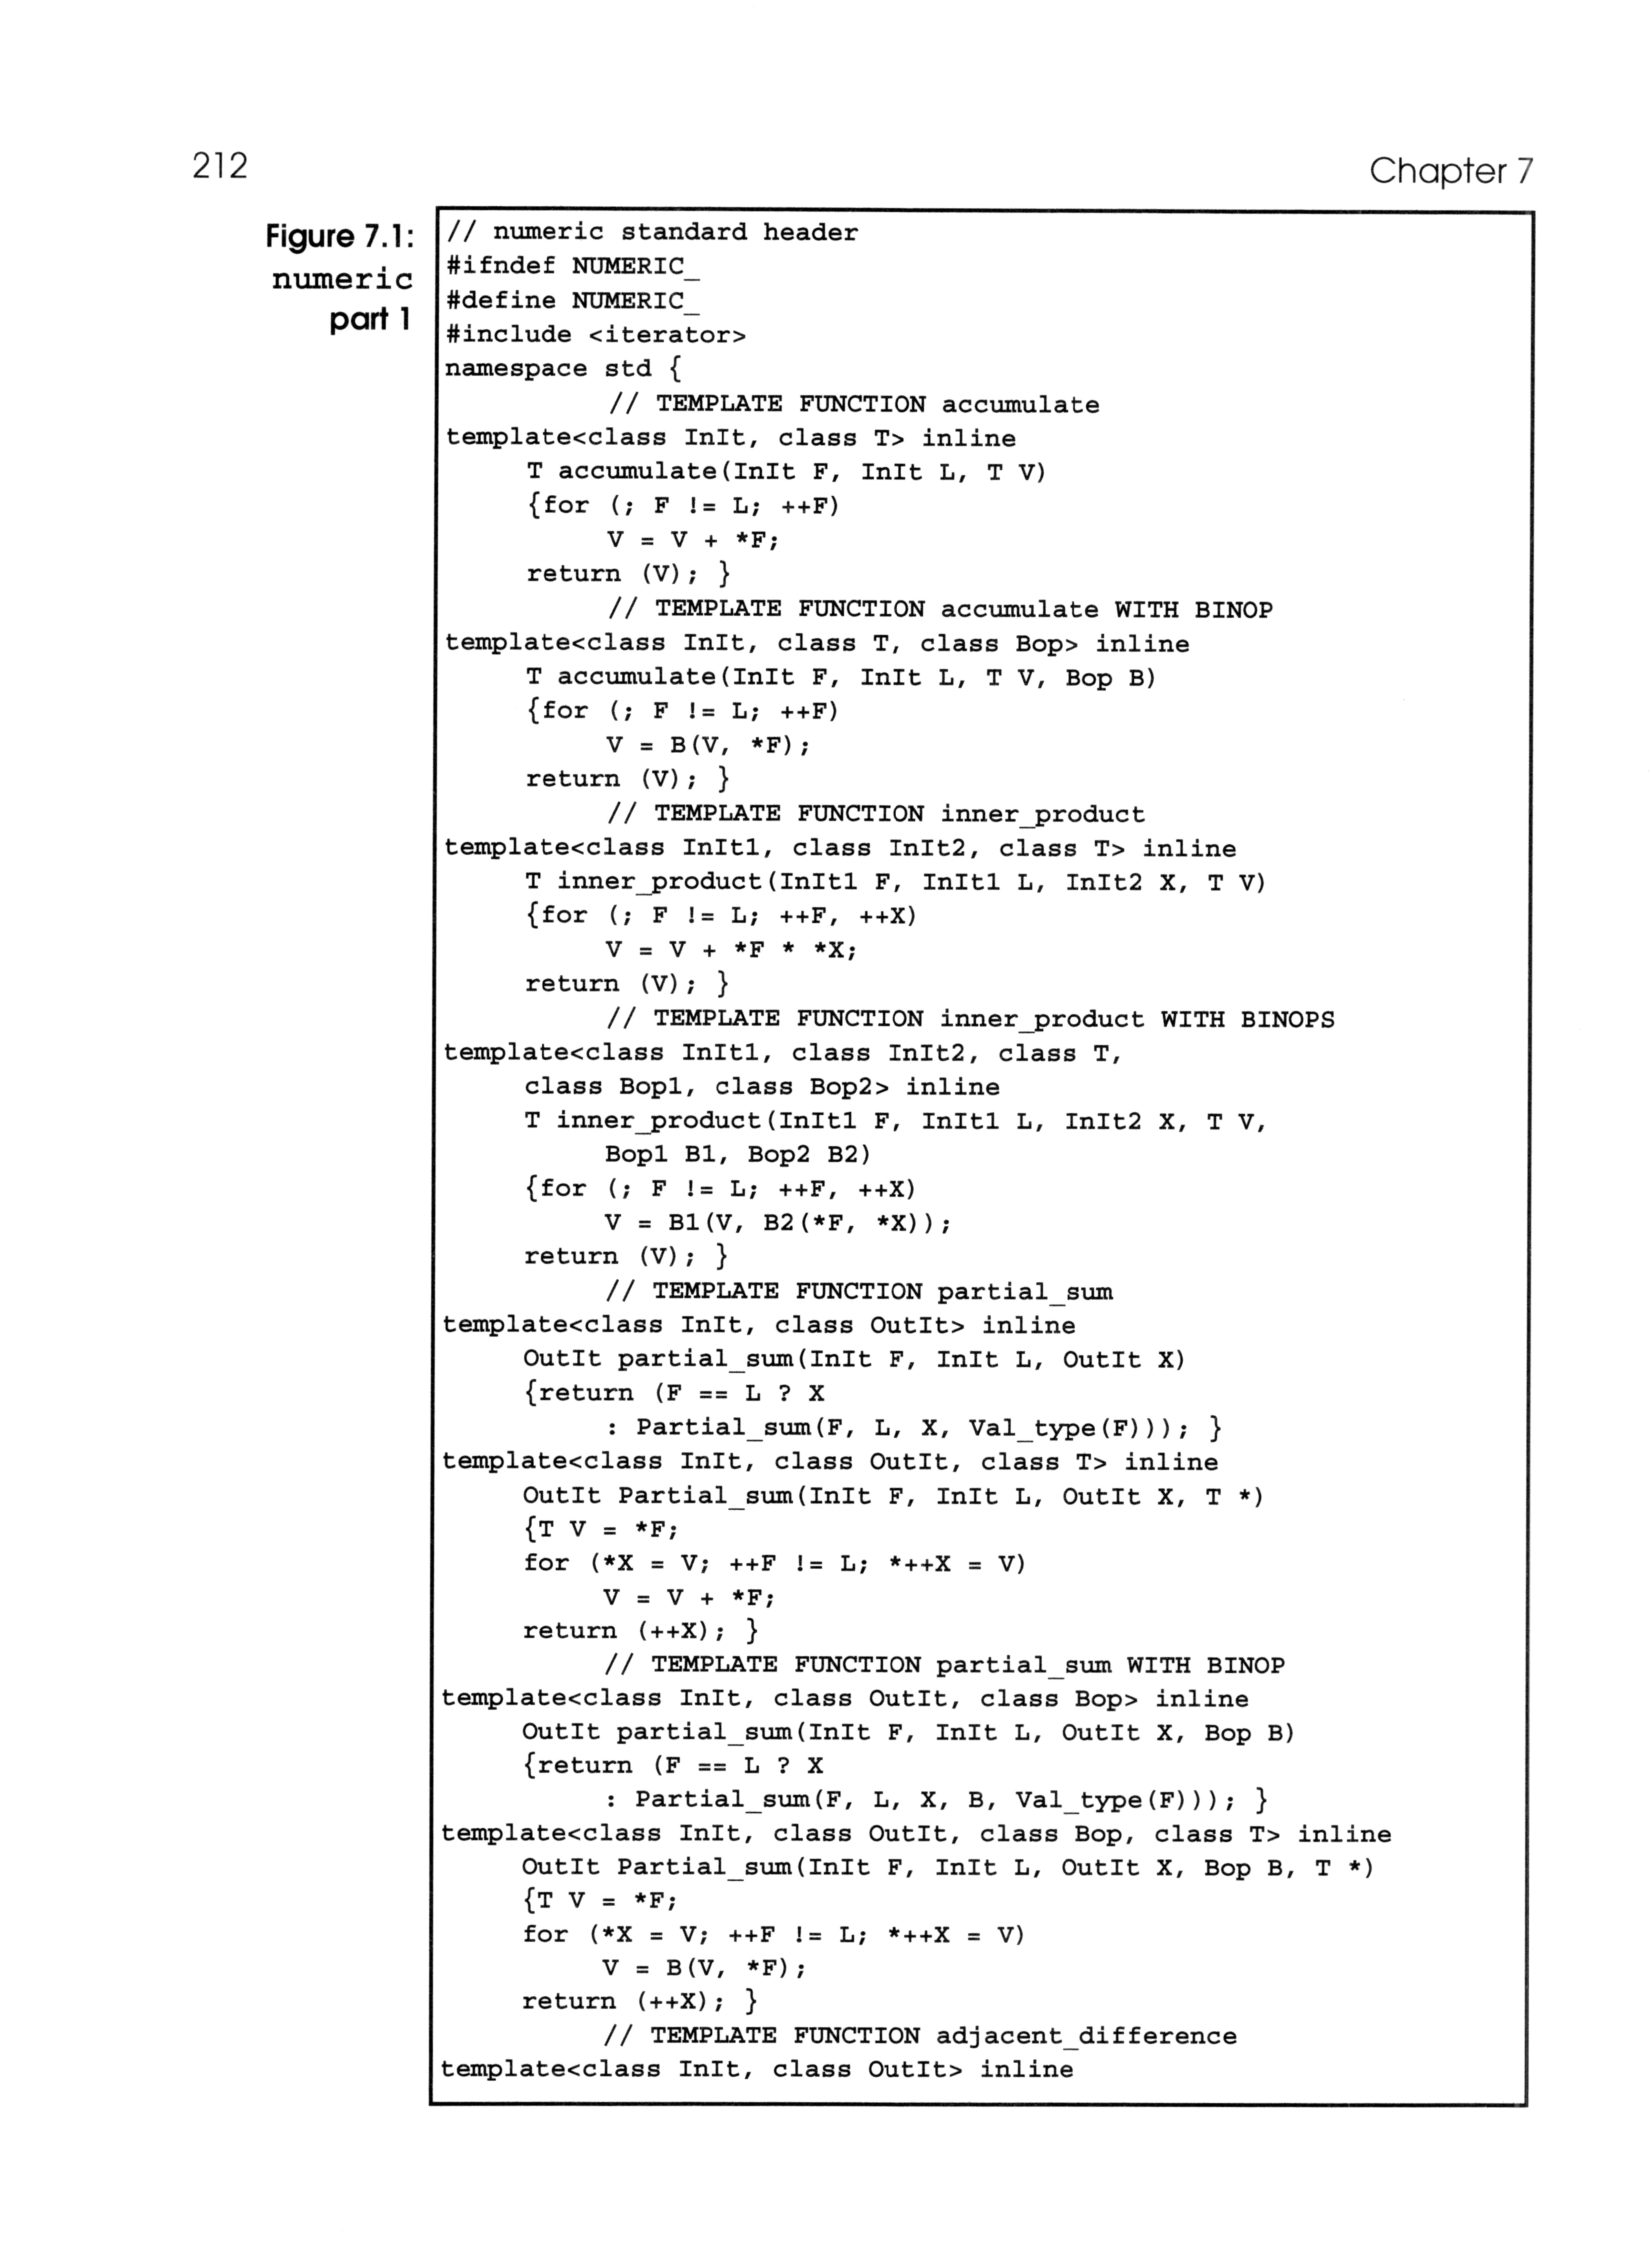 212
Chapter 7
Figure 7.1:
numeric
part 1
// numeric standard header
#ifndef NUMERIC_
#define NUMERIC_
#include <iterator>
namespace std {
// TEMPLATE FUNCTION accumulate
template<class InIt, class T> inline
T accumulate(InIt F, InIt L, T V)
{for (; F != L; ++F)
V = V + *F;
return (V); }
// TEMPLATE FUNCTION accumulate WITH BINOP
template<class InIt, class T, class Bop> inline
T accumulate(InIt F, InIt L, T V, Bop B)
{for (; F != L; ++F)
V = B(V, *F);
return (V); }
// TEMPLATE FUNCTION inner_product
template<class InIt1, class InIt2, class T> inline
T inner_product(InIt1 F, InIt1 L, InIt2 X, T V)
{for (; F != L; ++F, ++X)
V = V + *F * *X;
return (V); }
// TEMPLATE FUNCTION inner_product WITH BINOPS
template<class InIt1, class InIt2, class T,
class Bop1, class Bop2> inline
T inner_product(InIt1 F, InIt1 L, InIt2 X, T V,
Bop1 B1, Bop2 B2)
{for (; F != L; ++F, ++X)
V = B1(V, B2(*F, *X));
return (V); }
// TEMPLATE FUNCTION partial_sum
template<class InIt, class OutIt> inline
OutIt partial_sum(InIt F, InIt L, OutIt X)
{return (F == L ? X
: Partial_sum(F, L, X, Val_type(F))); }
template<class InIt, class OutIt, class T> inline
OutIt Partial_sum(InIt F, InIt L, OutIt X, T *)
{T V = *F;
for (*X = V; ++F != L; *++X = V)
V = V + *F;
return (++X); }
// TEMPLATE FUNCTION partial_sum WITH BINOP
template<class InIt, class OutIt, class Bop> inline
OutIt partial_sum(InIt F, InIt L, OutIt X, Bop B)
{return (F == L ? X
: Partial_sum(F, L, X, B, Val_type(F))); }
template<class InIt, class OutIt, class Bop, class T> inline
OutIt Partial_sum(InIt F, InIt L, OutIt X, Bop B, T *)
{T V = *F;
for (*X = V; ++F != L; *++X = V)
V = B(V, *F);
return (++X); }
// TEMPLATE FUNCTION adjacent_difference
template<class InIt, class OutIt> inline